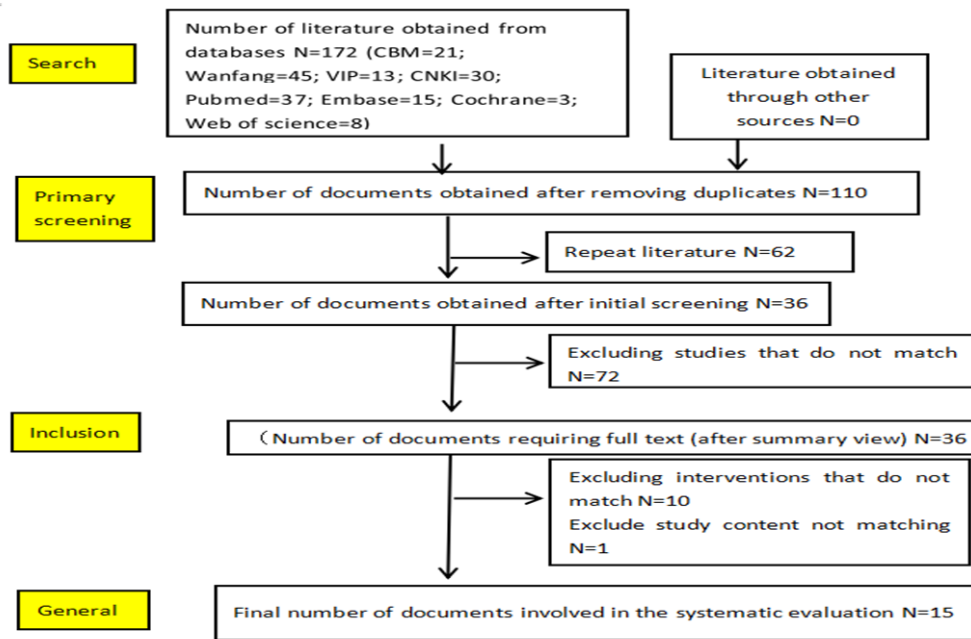 Search
Number of literature obtained from
databases N=172 (CBM=21;
Wanfang=45; VIP=13; CNKI=30;
Pubmed=37; Embase=15; Cochrane=3;
Web of science=8)
Literature obtained
through other
sources N=0
Primary
screening
Number of documents obtained after removing duplicates N=110
Repeat literature N=62
Number of documents obtained after initial screening N=36
Excluding studies that do not match
N=72
Inclusion
(Number of documents requiring full text (after summary view) N=36
Excluding interventions that do not
match N=10
Exclude study content not matching
N=1
General
Final number of documents involved in the systematic evaluation N=15